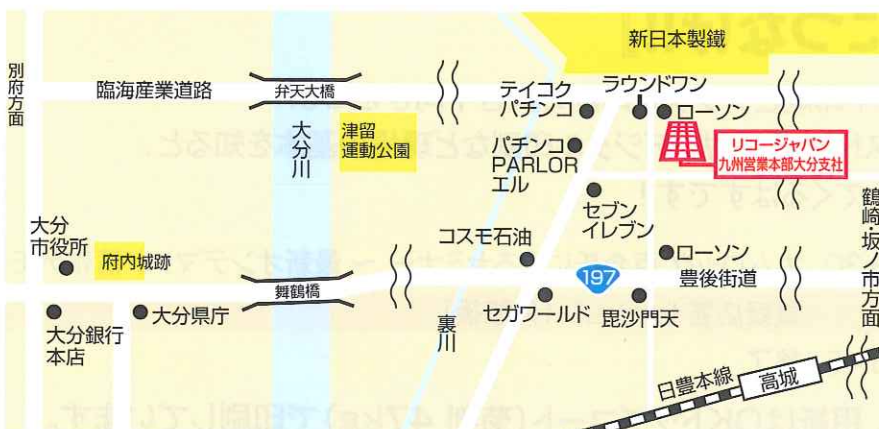 新日本製鐵
別府方面
臨海産業道路
弁天大橋
テイコク
パチンコ
ラウンドワン
ローソン
大分川
津留
運動公園
パチンコ
PARLOR
エル
リコージャパン
九州営業本部大分支社
セブン
イレブン
鶴崎・坂ノ市方面
大分
市役所
府内城跡
コスモ石油
ローソン
豊後街道
197
舞鶴橋
大分銀行
本店
大分県庁
裏川
セガワールド
毘沙門天
日豊本線
高城